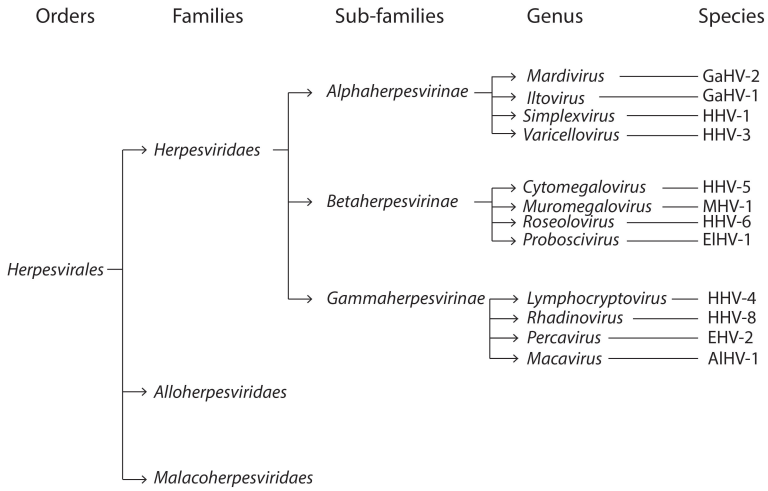 Orders Families Sub-families Genus Species
Mardivirus GaHV-2
Alphaherpesvirinae
Iltovirus GaHV-1
Simplexvirus HHV-1
Varicellovirus HHV-3
Herpesviridaes
Cytomegalovirus HHV-5
Betaherpesvirinae
Muromegalovirus MHV-1
Roseolovirus HHV-6
Proboscivirus ElHV-1
Herpesvirales
Gammaherpesvirinae Lymphocryptovirus HHV-4
Rhadinovirus HHV-8
Percavirus EHV-2
Macavirus AlHV-1
Alloherpesviridaes
Malacoherpesviridaes